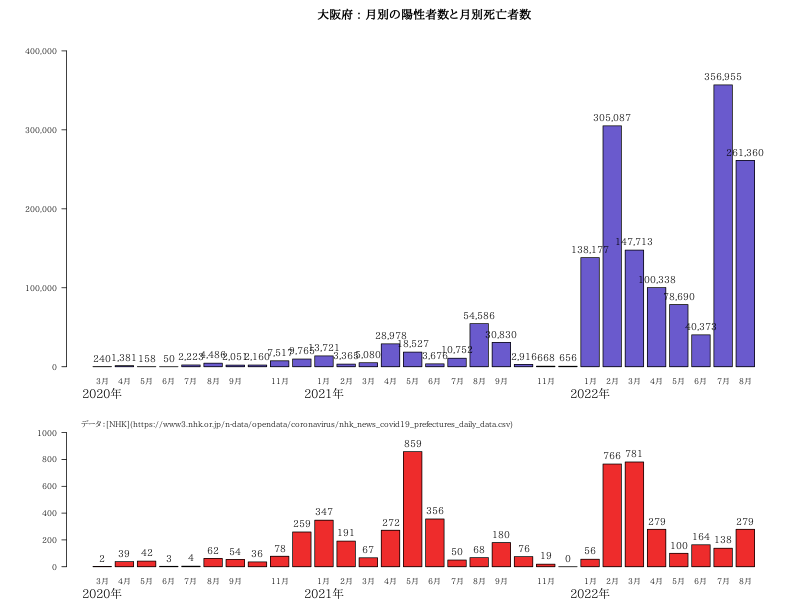 大阪府：月別の陽性者数と月別死亡者数
400,000
300,000
200,000
100,000
0
240 1,381 158 50 2,223 4,486 2,051 2,160 7,517 9,765 13,721 3,365 5,080 28,978 18,527 3,676 10,752 54,586 30,830 2,916 668 656 138,177 305,087 147,713 100,338 78,690 40,373 356,955 261,360
3月 4月 5月 6月 7月 8月 9月 11月 1月 2月 3月 4月 5月 6月 7月 8月 9月 11月 1月 2月 3月 4月 5月 6月 7月 8月
2020年 2021年 2022年
データ:[NHK](https://www3.nhk.or.jp/n-data/opendata/coronavirus/nhk_news_covid19_prefectures_daily_data.csv)
1000
800
600
400
200
0
2 39 42 3 4 62 54 36 78 259 347 191 67 272 859 356 50 68 180 76 19 0 56 766 781 279 100 164 138 279
3月 4月 5月 6月 7月 8月 9月 11月 1月 2月 3月 4月 5月 6月 7月 8月 9月 11月 1月 2月 3月 4月 5月 6月 7月 8月
2020年 2021年 2022年